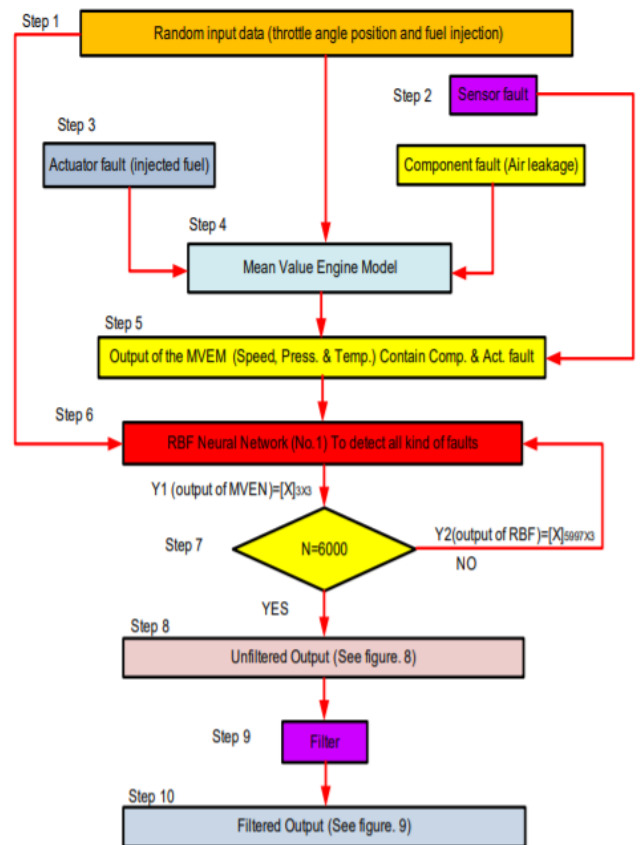 Step 1
Random input data (throttle angle position and fuel injection)
Step 2
Sensor fault
Step 3
Actuator fault (injected fuel)
Component fault (Air leakage)
Step 4
Mean Value Engine Model
Step 5
Output of the MVEM (Speed, Press. & Temp.) Contain Comp. & Act. fault
Step 6
RBF Neural Network (No.1) To detect all kind of faults
Y1 (output of MVEN)=[X]3X3
Step 7
N=6000
Y2(output of RBF)=[X]5997X3
NO
YES
Step 8
Unfiltered Output (See figure. 8)
Step 9
Filter
Step 10
Filtered Output (See figure. 9)